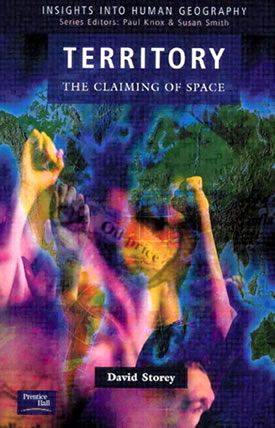 INSIGHTS INTO HUMAN GEOGRAPHY
Series Editors: Paul Knox & Susan Smith
TERRITORY
THE CLAIMING OF SPACE
David Storey
Prentice
Hall